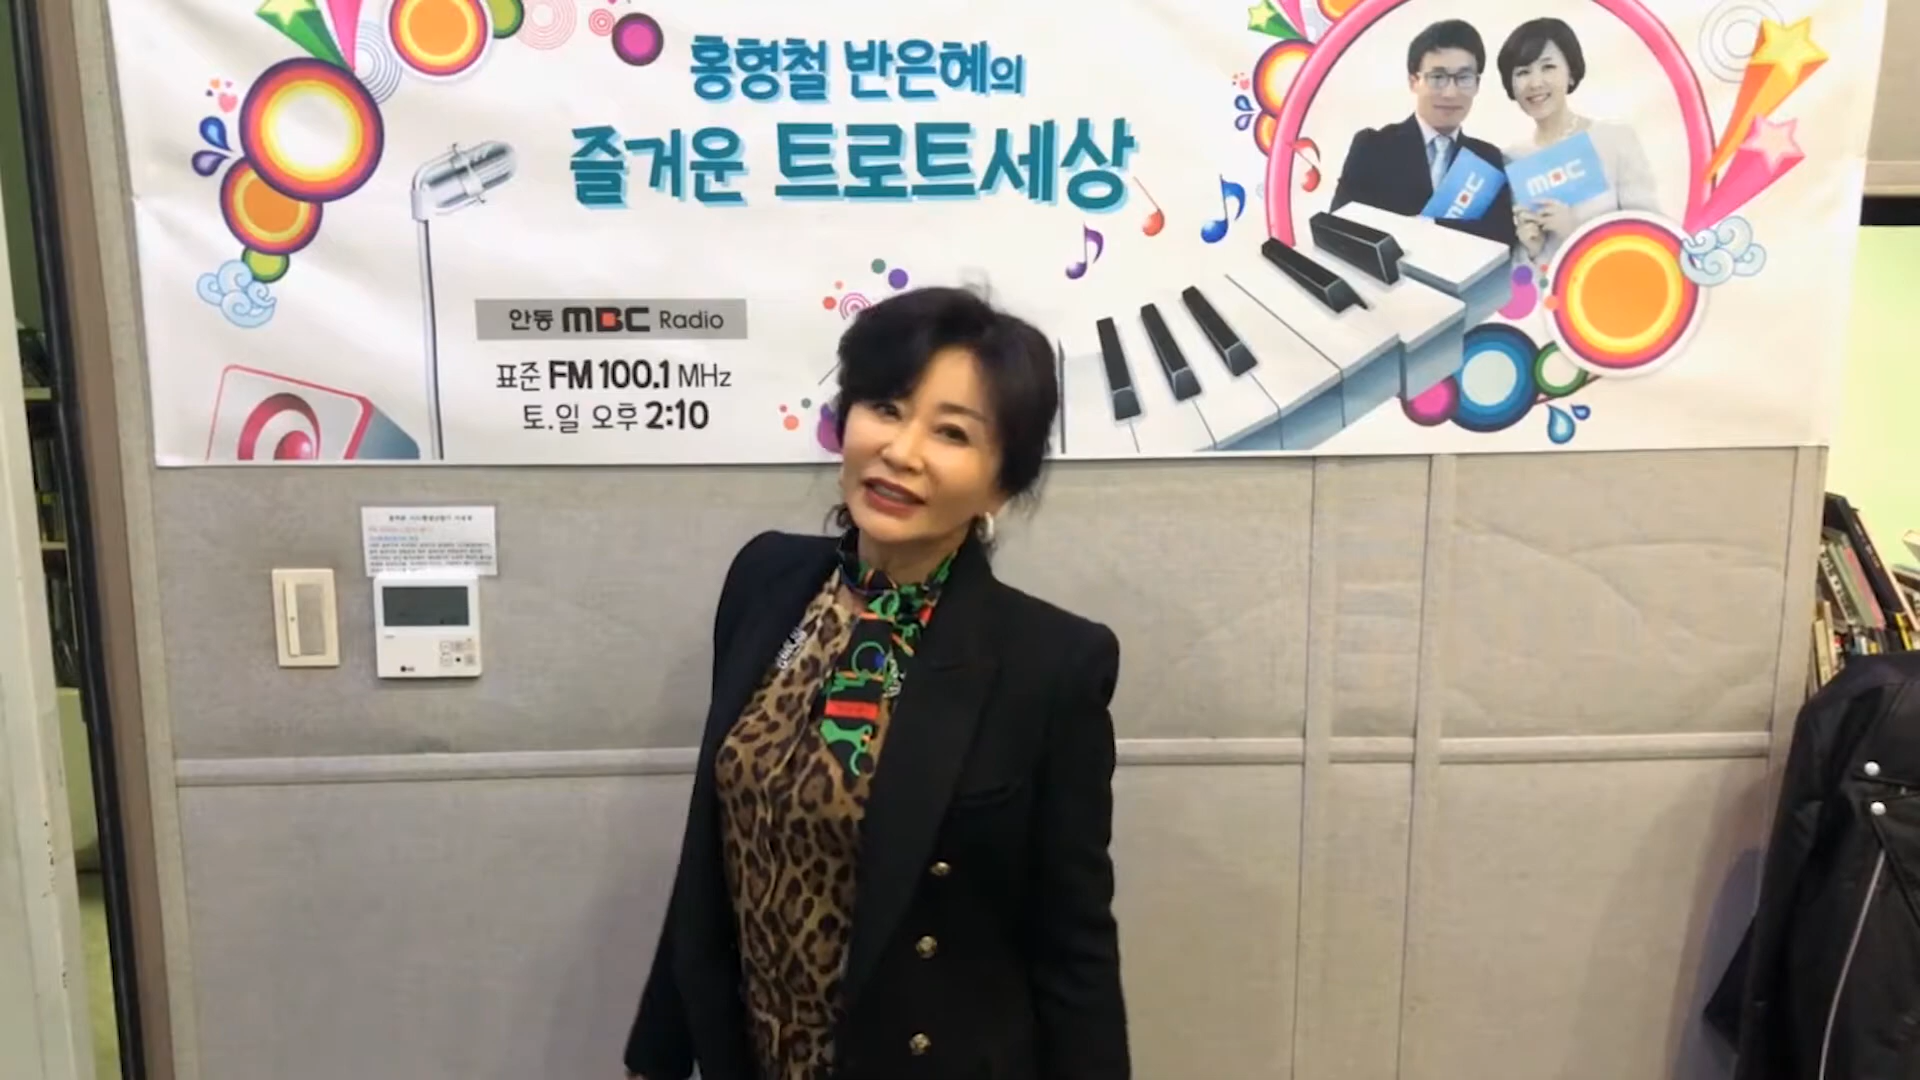 홍형철 반은혜의
즐거운 트로트세상
mbc
mbc
안동 MBC Radio
표준 FM 100.1 MHz
토.일 오후 2:10
LG